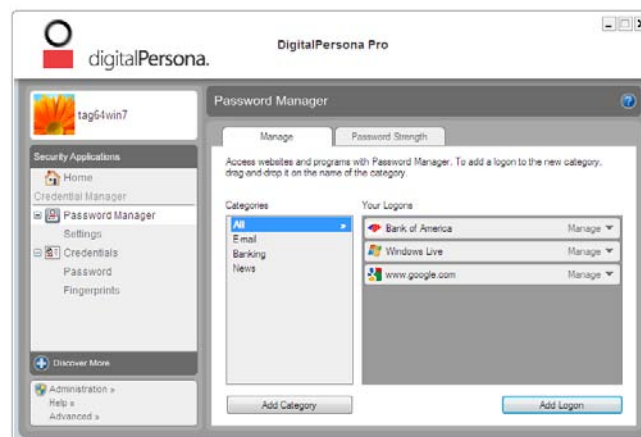 digitalPersona.
DigitalPersona Pro
tag64win7
Security Applications
Home
Credential Manager
Password Manager
Settings
Credentials
Password
Fingerprints
Discover More
Administration »
Help »
Advanced »
Password Manager
?
Manage
Password Strength
Access websites and programs with Password Manager. To add a logon to the new category,
drag-and-drop it on the name of the category.
Categories
All »
E-mail
Banking
News
Add Category
Your Logons
Bank of America Manage
Windows Live Manage
www.google.com Manage
Add Logon